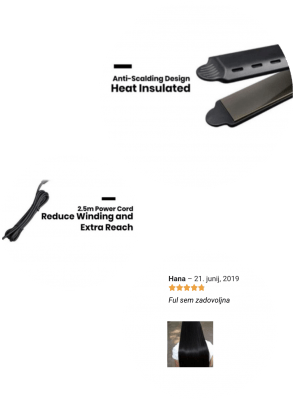 Anti-Scalding Design
Heat Insulated
2.5m Power Cord
Reduce Winding and
Extra Reach
Hana – 21. junij, 2019
Ful sem zadovoljna